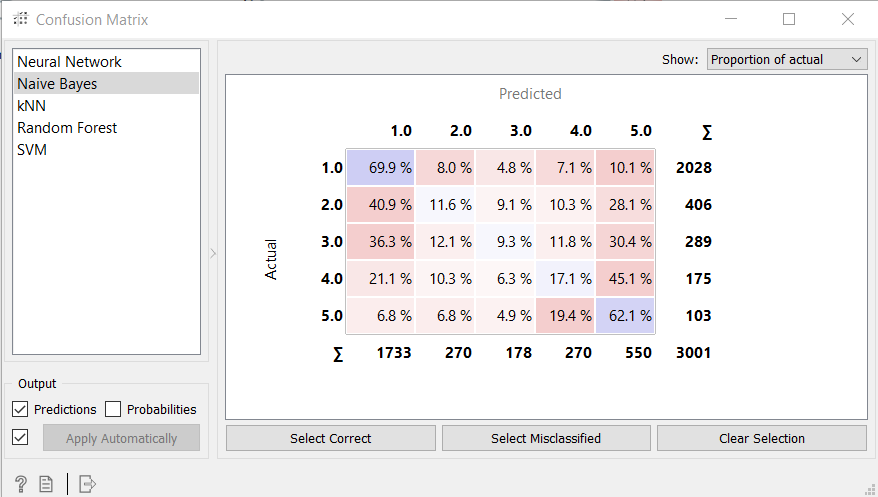 Confusion Matrix
Neural Network
Naive Bayes
kNN
Random Forest
SVM
Output
Predictions Probabilities
Apply Automatically
Show: Proportion of actual
Predicted
1.0 2.0 3.0 4.0 5.0 ∑
Actual
1.0 69.9 % 8.0 % 4.8 % 7.1 % 10.1 % 2028
2.0 40.9 % 11.6 % 9.1 % 10.3 % 28.1 % 406
3.0 36.3 % 12.1 % 9.3 % 11.8 % 30.4 % 289
4.0 21.1 % 10.3 % 6.3 % 17.1 % 45.1 % 175
5.0 6.8 % 6.8 % 4.9 % 19.4 % 62.1 % 103
∑ 1733 270 178 270 550 3001
Select Correct Select Misclassified Clear Selection